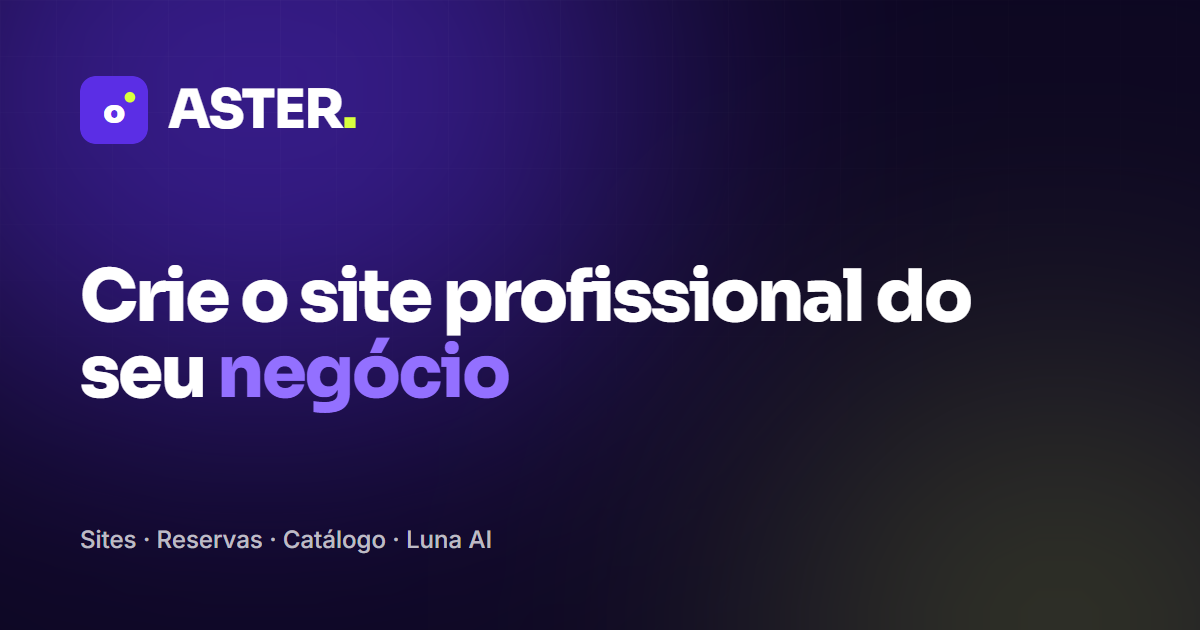 o
ASTER.
Crie o site profissional do
seu negócio
Sites · Reservas · Catálogo · Luna AI